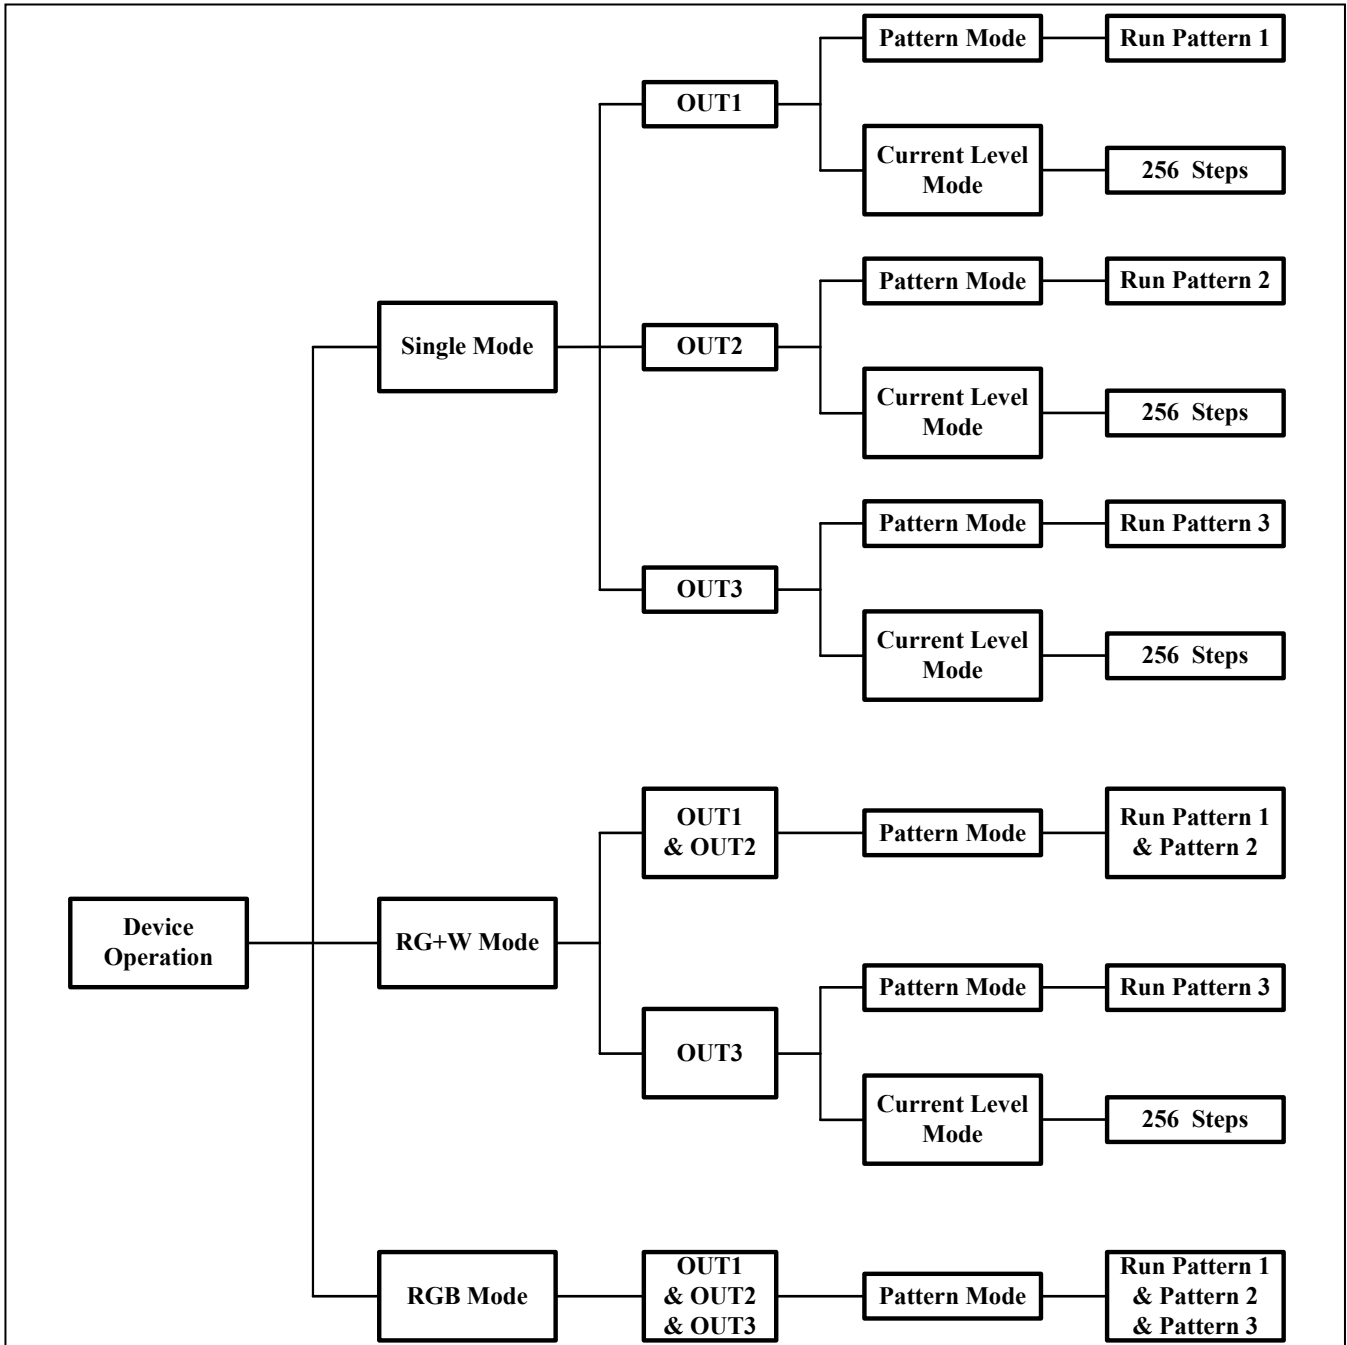 Pattern Mode
Run Pattern 1
OUT1
Current Level
Mode
256 Steps
Pattern Mode
Run Pattern 2
Single Mode
OUT2
Current Level
Mode
256 Steps
Pattern Mode
Run Pattern 3
OUT3
Current Level
Mode
256 Steps
OUT1
& OUT2
Pattern Mode
Run Pattern 1
& Pattern 2
Device
Operation
RG+W Mode
Pattern Mode
Run Pattern 3
OUT3
Current Level
Mode
256 Steps
RGB Mode
OUT1
& OUT2
& OUT3
Pattern Mode
Run Pattern 1
& Pattern 2
& Pattern 3